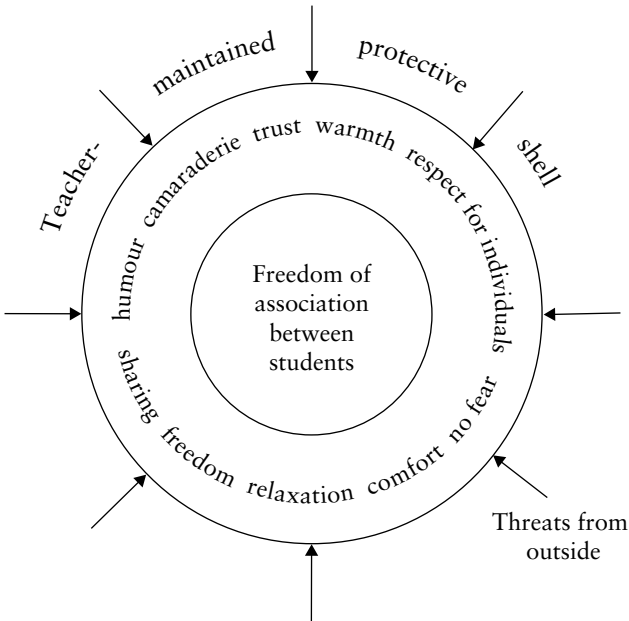 Teacher- maintained protective shell
humour camaraderie trust warmth respect for individuals
sharing freedom relaxation comfort no fear
Freedom of
association
between
students
Threats from
outside